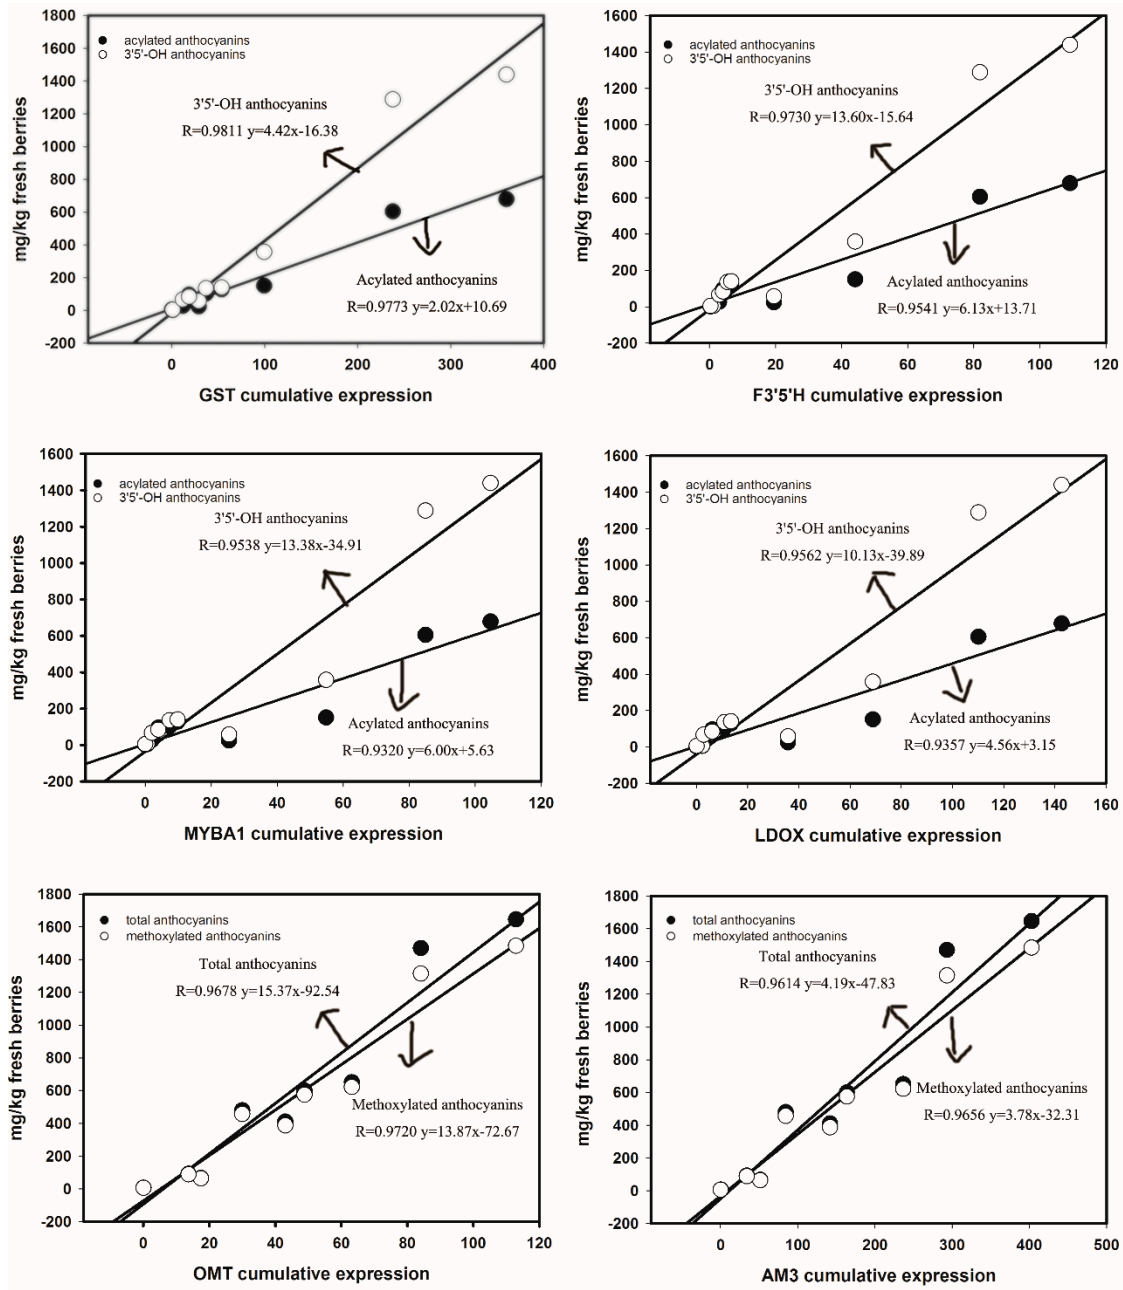 1800
1600
1400
1200
1000
800
600
400
200
0
-200
mg/kg fresh berries
acylated anthocyanins
3'5'-OH anthocyanins
3'5'-OH anthocyanins
R=0.9811 y=4.42x-16.38
Acylated anthocyanins
R=0.9773 y=2.02x+10.69
0 100 200 300 400
GST cumulative expression
1600
1400
1200
1000
800
600
400
200
0
-200
mg/kg fresh berries
acylated anthocyanins
3'5'-OH anthocyanins
3'5'-OH anthocyanins
R=0.9730 y=13.60x-15.64
Acylated anthocyanins
R=0.9541 y=6.13x+13.71
0 20 40 60 80 100 120
F3'5'H cumulative expression
1600
1400
1200
1000
800
600
400
200
0
-200
mg/kg fresh berries
acylated anthocyanins
3'5'-OH anthocyanins
3'5'-OH anthocyanins
R=0.9538 y=13.38x-34.91
Acylated anthocyanins
R=0.9320 y=6.00x+5.63
0 20 40 60 80 100 120
MYBA1 cumulative expression
1600
1400
1200
1000
800
600
400
200
0
-200
mg/kg fresh berries
acylated anthocyanins
3'5'-OH anthocyanins
3'5'-OH anthocyanins
R=0.9562 y=10.13x-39.89
Acylated anthocyanins
R=0.9357 y=4.56x+3.15
0 20 40 60 80 100 120 140 160
LDOX cumulative expression
1800
1600
1400
1200
1000
800
600
400
200
0
-200
mg/kg fresh berries
total anthocyanins
methoxylated anthocyanins
Total anthocyanins
R=0.9678 y=15.37x-92.54
Methoxylated anthocyanins
R=0.9720 y=13.87x-72.67
0 20 40 60 80 100 120
OMT cumulative expression
1800
1600
1400
1200
1000
800
600
400
200
0
-200
mg/kg fresh berries
total anthocyanins
methoxylated anthocyanins
Total anthocyanins
R=0.9614 y=4.19x-47.83
Methoxylated anthocyanins
R=0.9656 y=3.78x-32.31
0 100 200 300 400 500
AM3 cumulative expression